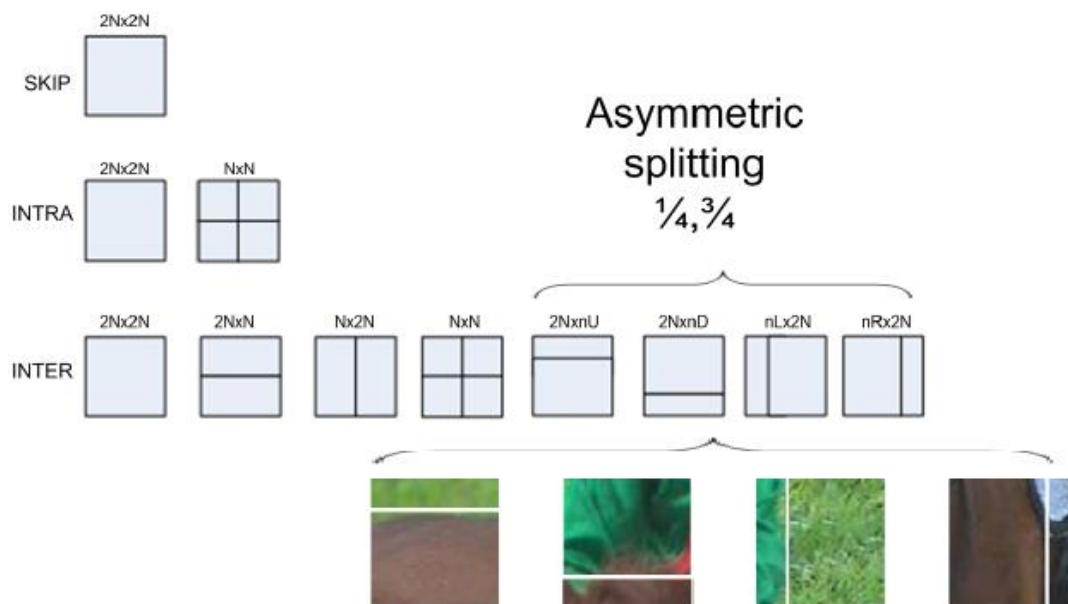 2Nx2N
SKIP
Asymmetric
splitting
¼,¾
2Nx2N NxN
INTRA
2Nx2N 2NxN Nx2N NxN 2NxnU 2NxnD nLx2N nRx2N
INTER